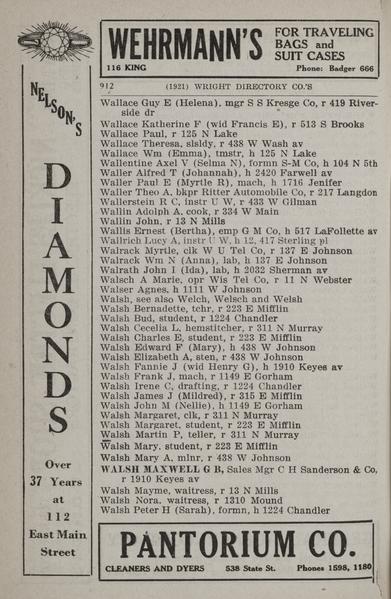 WEHRMANN'S
FOR TRAVELING
BAGS and
SUIT CASES
116 KING
Phone: Badger 666
NELSON'S
DIAMONDS
Over
37 Years
at
112
East Main
Street
912 (1921) WRIGHT DIRECTORY CO.'S
Wallace Guy E (Helena), mgr S S Kresge Co, r 419 River-
side dr
Wallace Katherine F (wid Francis E), r 513 S Brooks
Wallace Paul, r 125 N Lake
Wallace Theresa, slsldy, r 438 W Wash av
Wallace Wm (Emma), tmstr, h 125 N Lake
Wallentine Axel V (Selma N), formn S-M Co, h 104 N 5th
Waller Alfred T (Johannah), h 2420 Farwell av
Waller Paul E (Myrtle R), mach, h 1716 Jenifer
Waller Theo A, bkpr Ritter Automobile Co, r 217 Langdon
Wallerstein R C, instr U W, r 433 W Gilman
Wallin Adolph A, cook, r 334 W Main
Wallin John, r 13 N Mills
Wallis Ernest (Bertha), emp G M Co, h 517 LaFollette av
Wallrich Lucy A, instr U W, h 12, 417 Sterling pl
Walrack Myrtle, clk W U Tel Co, r 137 E Johnson
Walrack Wm N (Anna), lab, h 137 E Johnson
Walrath John I (Ida), lab, h 2032 Sherman av
Walsch A Marie, opr Wis Tel Co, r 11 N Webster
Walser Agnes, h 1111 W Johnson
Walsh, see also Welch, Welsch and Welsh
Walsh Bernadette, tchr, r 223 E Mifflin
Walsh Bud, student, r 1224 Chandler
Walsh Cecelia L, hemstitcher, r 311 N Murray
Walsh Charles E, student, r 223 E Mifflin
Walsh Edward F (Mary), h 438 W Johnson
Walsh Elizabeth A, sten, r 438 W Johnson
Walsh Fannie J (wid Henry G), h 1910 Keyes av
Walsh Frank J, mach, r 1149 E Gorham
Walsh Irene C, drafting, r 1224 Chandler
Walsh James J (Mildred), r 315 E Mifflin
Walsh John M (Nellie), h 1149 E Gorham
Walsh Margaret, clk, r 311 N Murray
Walsh Margaret, student, r 223 E Mifflin
Walsh Martin P, teller, r 311 N Murray
Walsh Mary, student, r 223 E Mifflin
Walsh Mary A, mlnr, r 438 W Johnson
WALSH MAXWELL G B, Sales Mgr C H Sanderson & Co,
r 1910 Keyes av
Walsh Mayme, waitress, r 13 N Mills
Walsh Nora, waitress, r 1310 Mound
Walsh Peter H (Sarah), formn, h 1224 Chandler
PANTORIUM CO.
CLEANERS AND DYERS 538 State St. Phones 1598, 1180